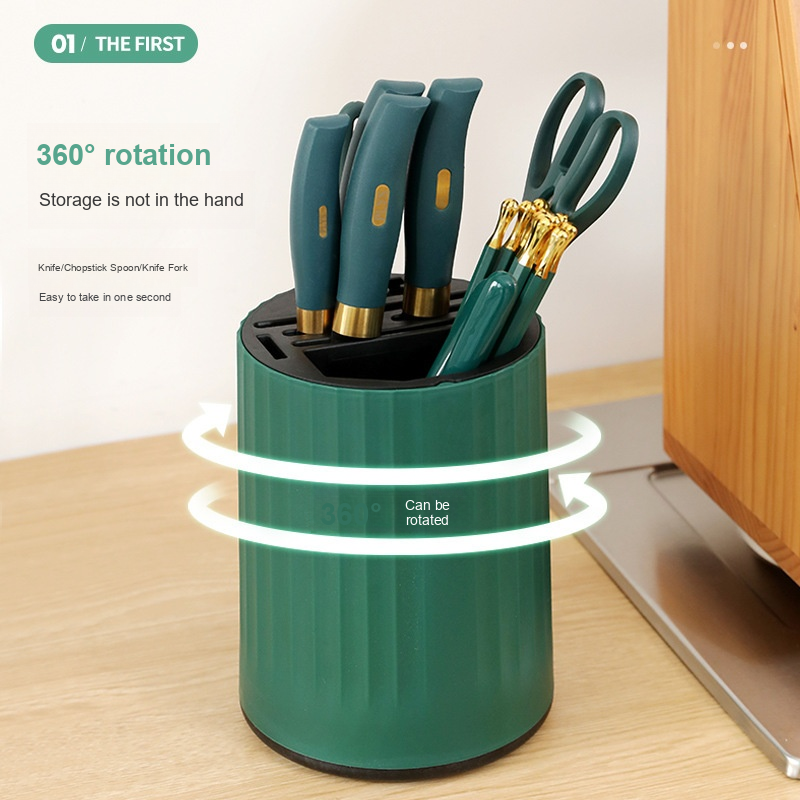 01 / THE FIRST
360° rotation
Storage is not in the hand
Knife/Chopstick Spoon/Knife Fork
Easy to take in one second
360°
Can be
rotated